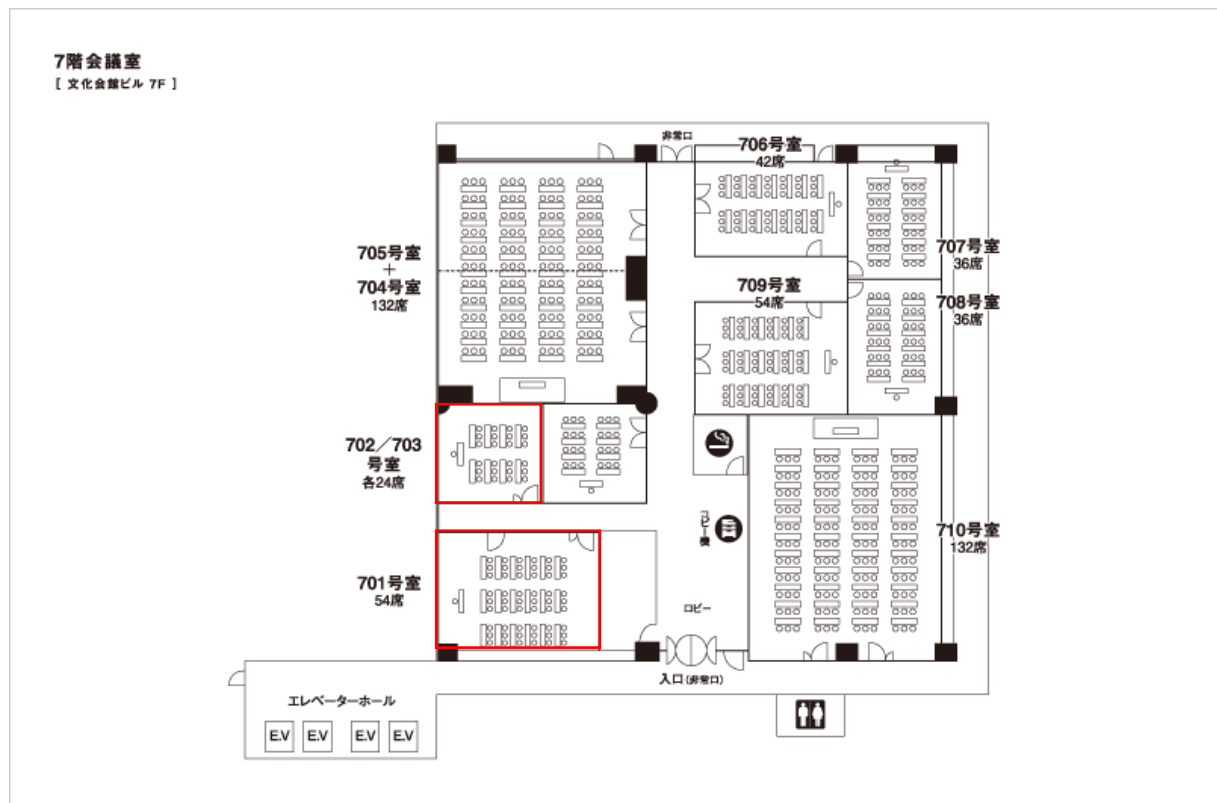 7階会議室
[ 文化会館ビル 7F ]
非常口
706号室
42席
705号室
+
704号室
132席
707号室
36席
709号室
54席
708号室
36席
702／703
号室
各24席
コピー機
710号室
132席
701号室
54席
ロビー
入口(非常口)
エレベーターホール
E.V E.V E.V E.V